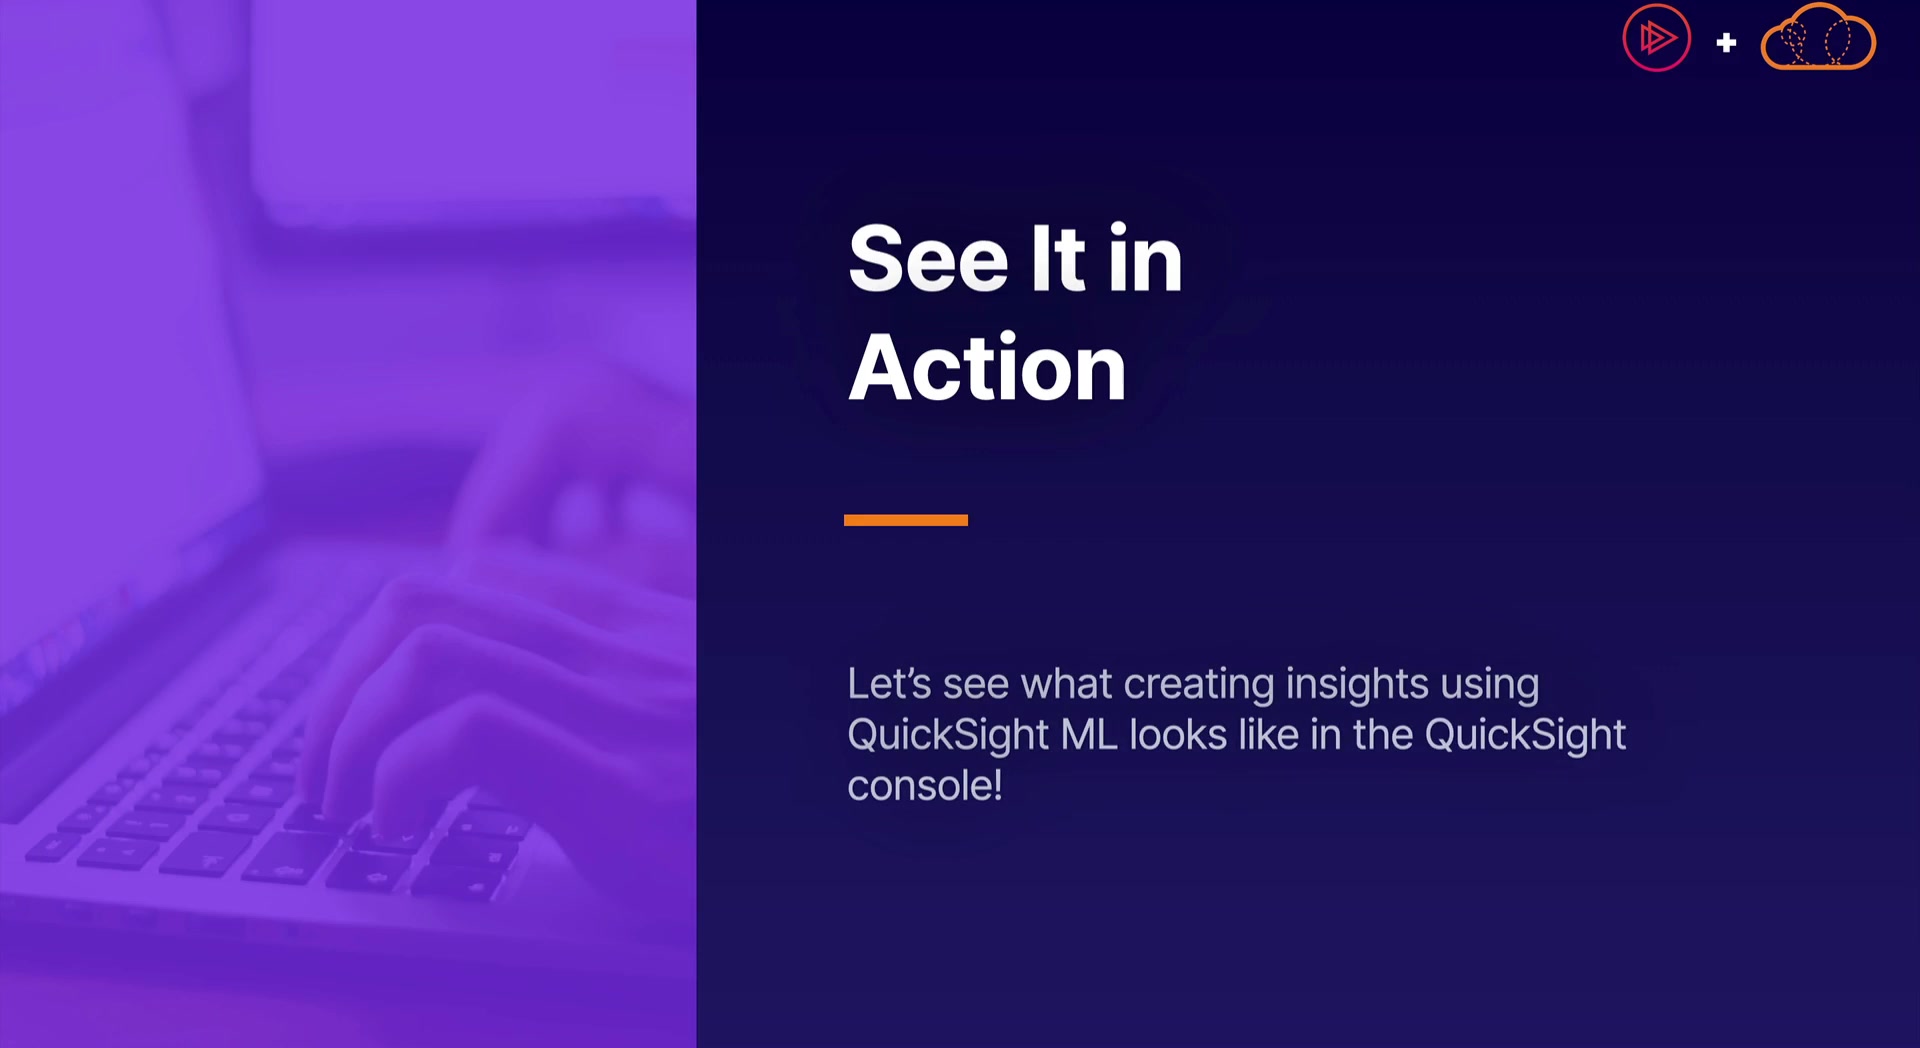 See It in
Action
Let’s see what creating insights using
QuickSight ML looks like in the QuickSight
console!